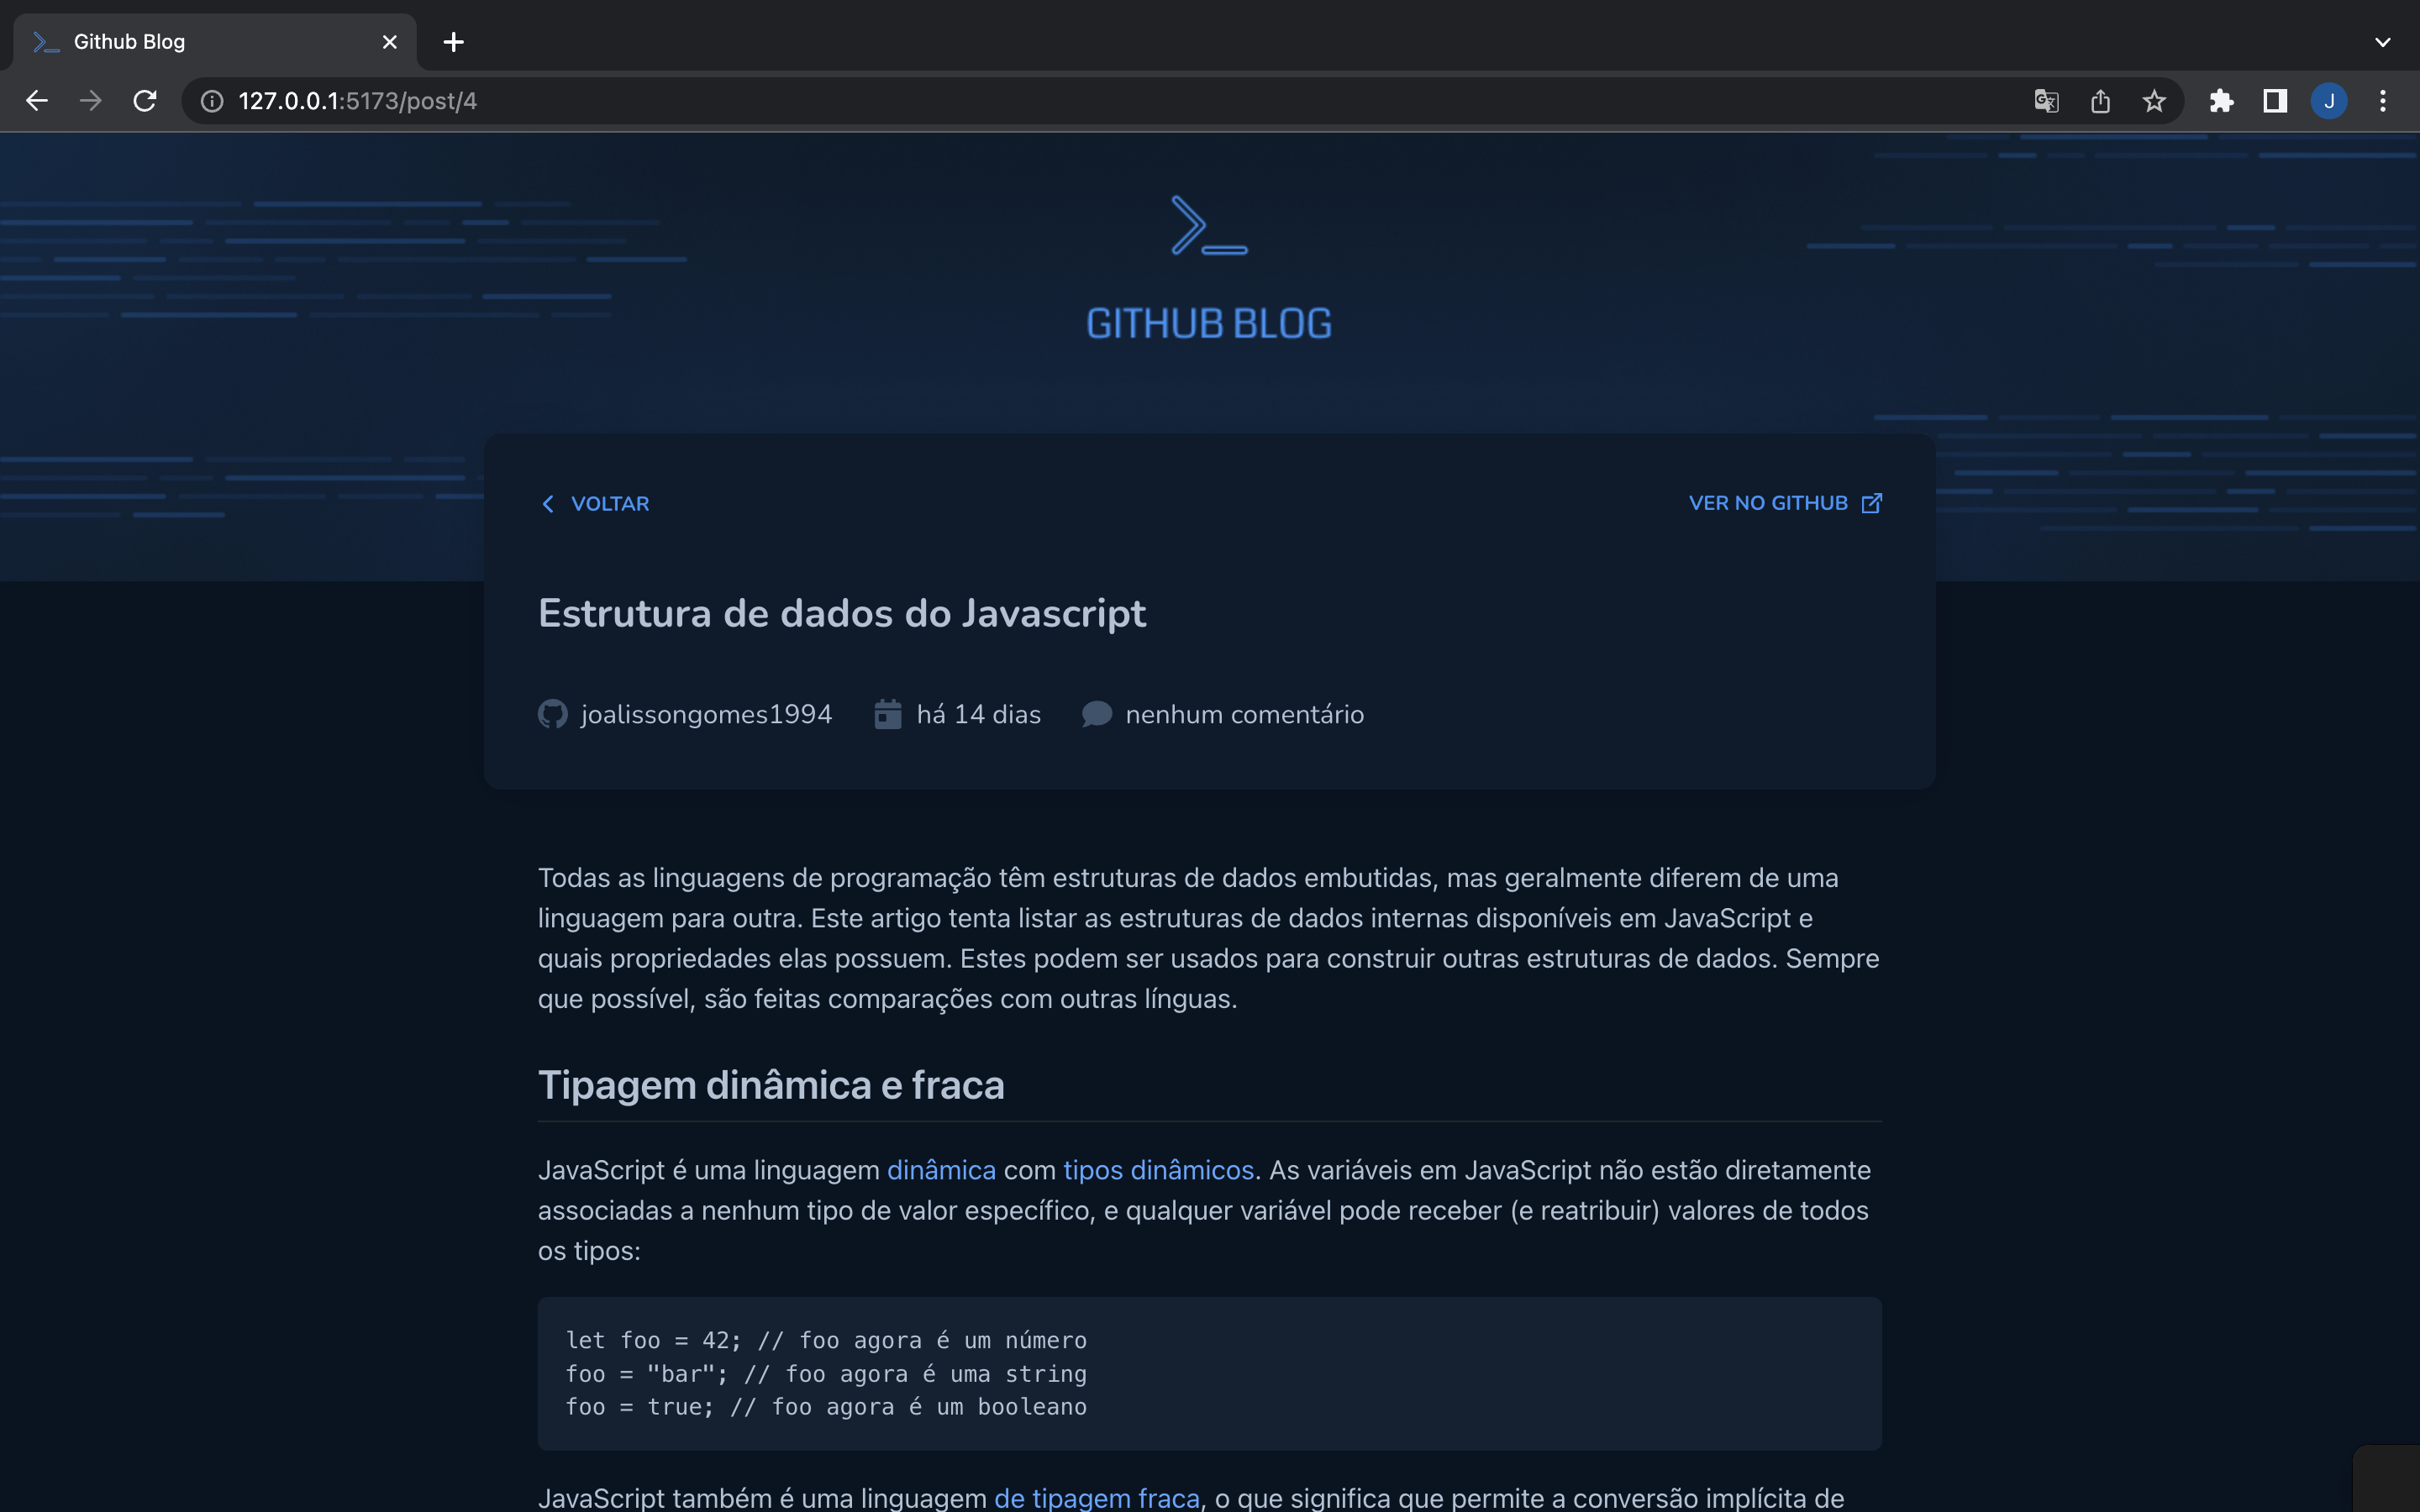 Github Blog
127.0.0.1:5173/post/4
J
GITHUB BLOG
VOLTAR
VER NO GITHUB
Estrutura de dados do Javascript
joalissongomes1994 há 14 dias nenhum comentário
Todas as linguagens de programação têm estruturas de dados embutidas, mas geralmente diferem de uma
linguagem para outra. Este artigo tenta listar as estruturas de dados internas disponíveis em JavaScript e
quais propriedades elas possuem. Estes podem ser usados para construir outras estruturas de dados. Sempre
que possível, são feitas comparações com outras línguas.
Tipagem dinâmica e fraca
JavaScript é uma linguagem dinâmica com tipos dinâmicos. As variáveis em JavaScript não estão diretamente
associadas a nenhum tipo de valor específico, e qualquer variável pode receber (e reatribuir) valores de todos
os tipos:
let foo = 42; // foo agora é um número
foo = "bar"; // foo agora é uma string
foo = true; // foo agora é um booleano
JavaScript também é uma linguagem de tipagem fraca, o que significa que permite a conversão implícita de